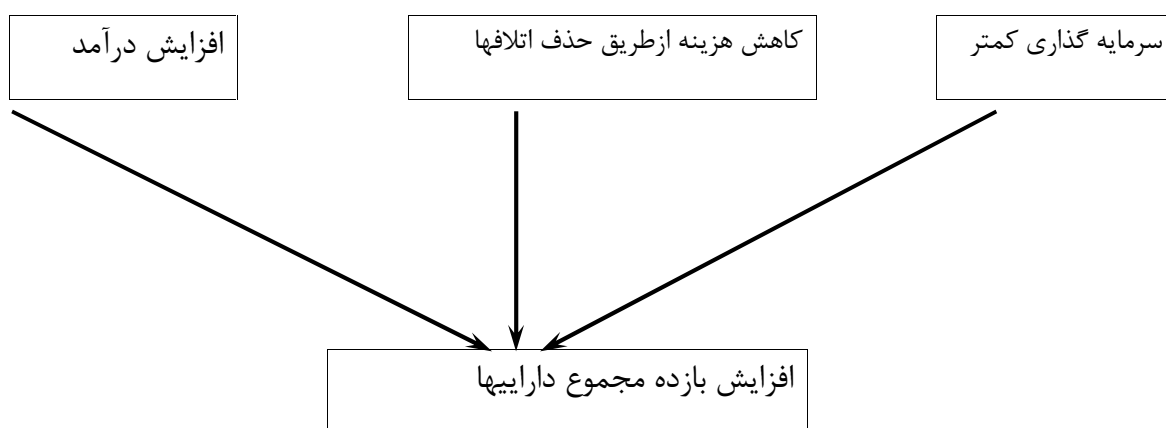 سرمایه گذاری کمتر
کاهش هزینه ازطریق حذف اتلافها
افزایش درآمد
افزایش بازده مجموع داراییها